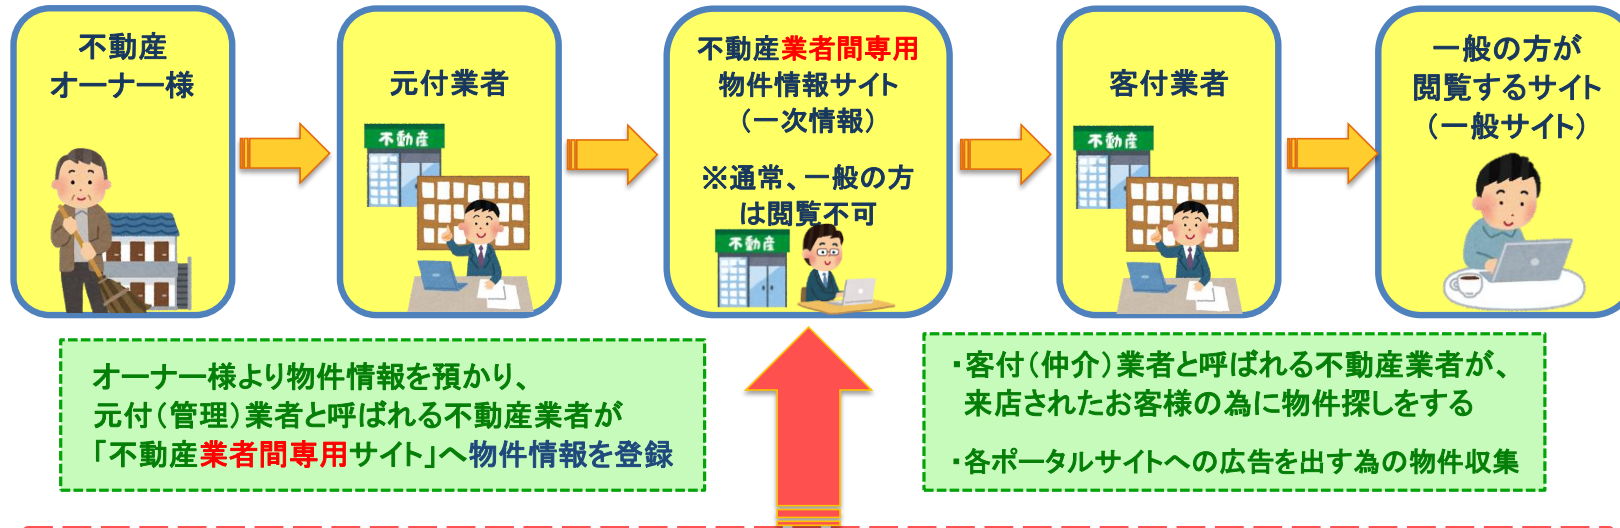 不動産
オーナー様
元付業者
不動産
不動産業者間専用
物件情報サイト
(一次情報)
※通常、一般の方
は閲覧不可
不動産
客付業者
不動産
一般の方が
閲覧するサイト
(一般サイト)
オーナー様より物件情報を預かり、
元付(管理)業者と呼ばれる不動産業者が
「不動産業者間専用サイト」へ物件情報を登録
・客付(仲介)業者と呼ばれる不動産業者が、
来店されたお客様の為に物件探しをする
・各ポータルサイトへの広告を出す為の物件収集